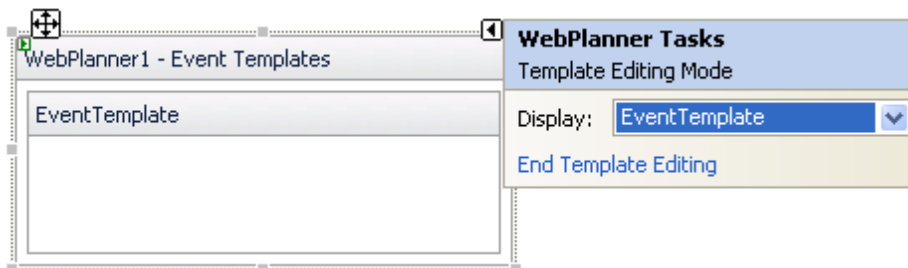 WebPlanner1 - Event Templates
EventTemplate
WebPlanner Tasks
Template Editing Mode
Display: EventTemplate
End Template Editing